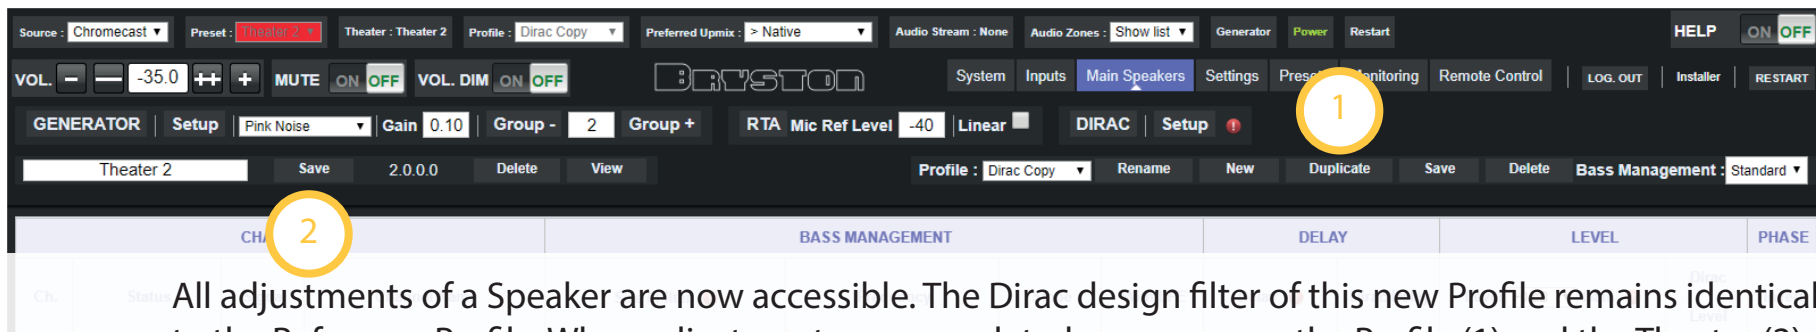 Source : Chromecast ▼ Preset : Theater 2 ▼ Theater : Theater 2 Profile : Dirac Copy ▼ Preferred Upmix : > Native ▼ Audio Stream : None Audio Zones : Show list ▼ Generator Power Restart HELP ON OFF
VOL. - — -35.0 ++ + MUTE ON OFF VOL. DIM ON OFF BRYSTON System Inputs Main Speakers Settings Monitoring Remote Control LOG. OUT Installer RESTART
GENERATOR Setup Pink Noise ▼ Gain 0.10 Group - 2 Group + RTA Mic Ref Level -40 Linear DIRAC Setup ! 1
Theater 2 Save 2.0.0.0 Delete View Profile : Dirac Copy ▼ Rename New Duplicate Save Delete Bass Management : Standard ▼
2 BASS MANAGEMENT DELAY LEVEL PHASE
Ch. Status Dirac Level
All adjustments of a Speaker are now accessible. The Dirac design filter of this new Profile remains identical